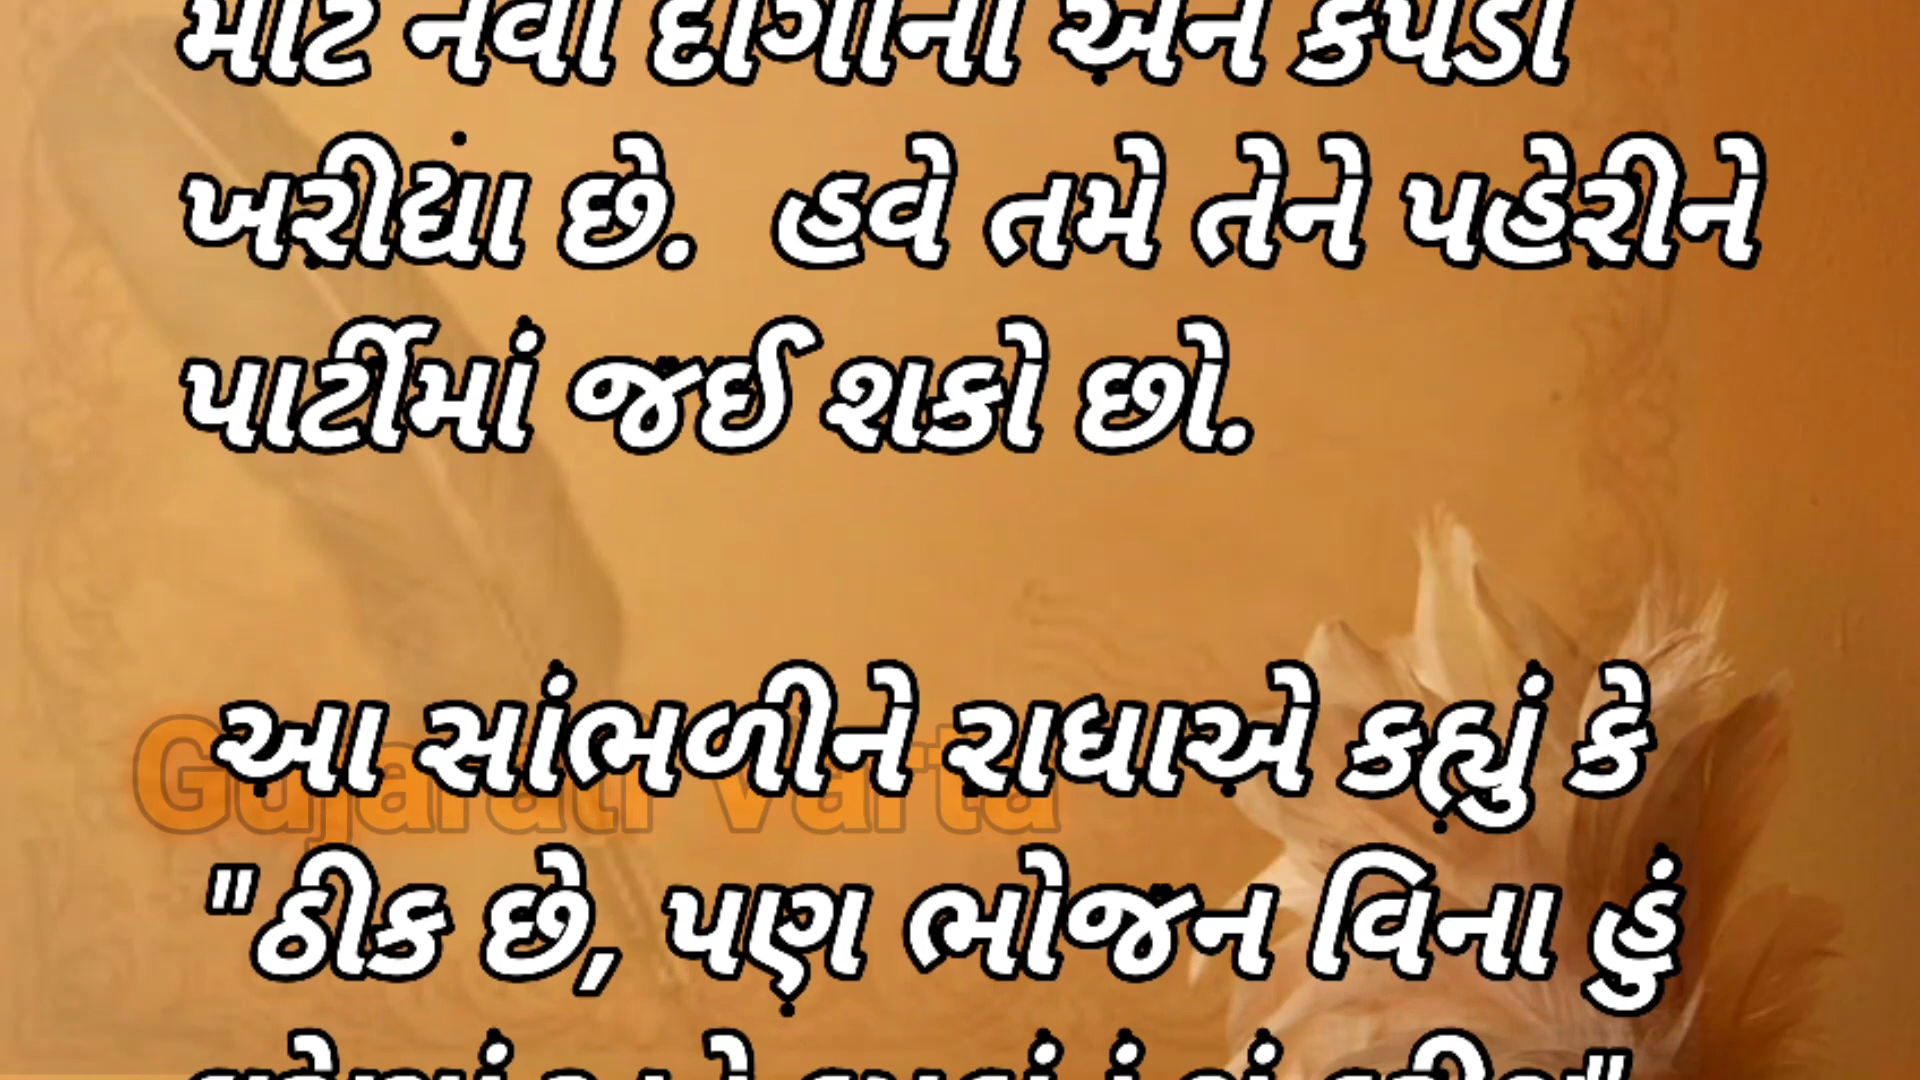 માટે નવા દાગીના અને કપડાં
ખરીદ્યા છે. હવે તમે તેને પહેરીને
પાર્ટીમાં જઈ શકો છો.
આ સાંભળીને રાધાએ કહ્યું કે
Gujarati varta
"ઠીક છે, પણ ભોજન વિના હું